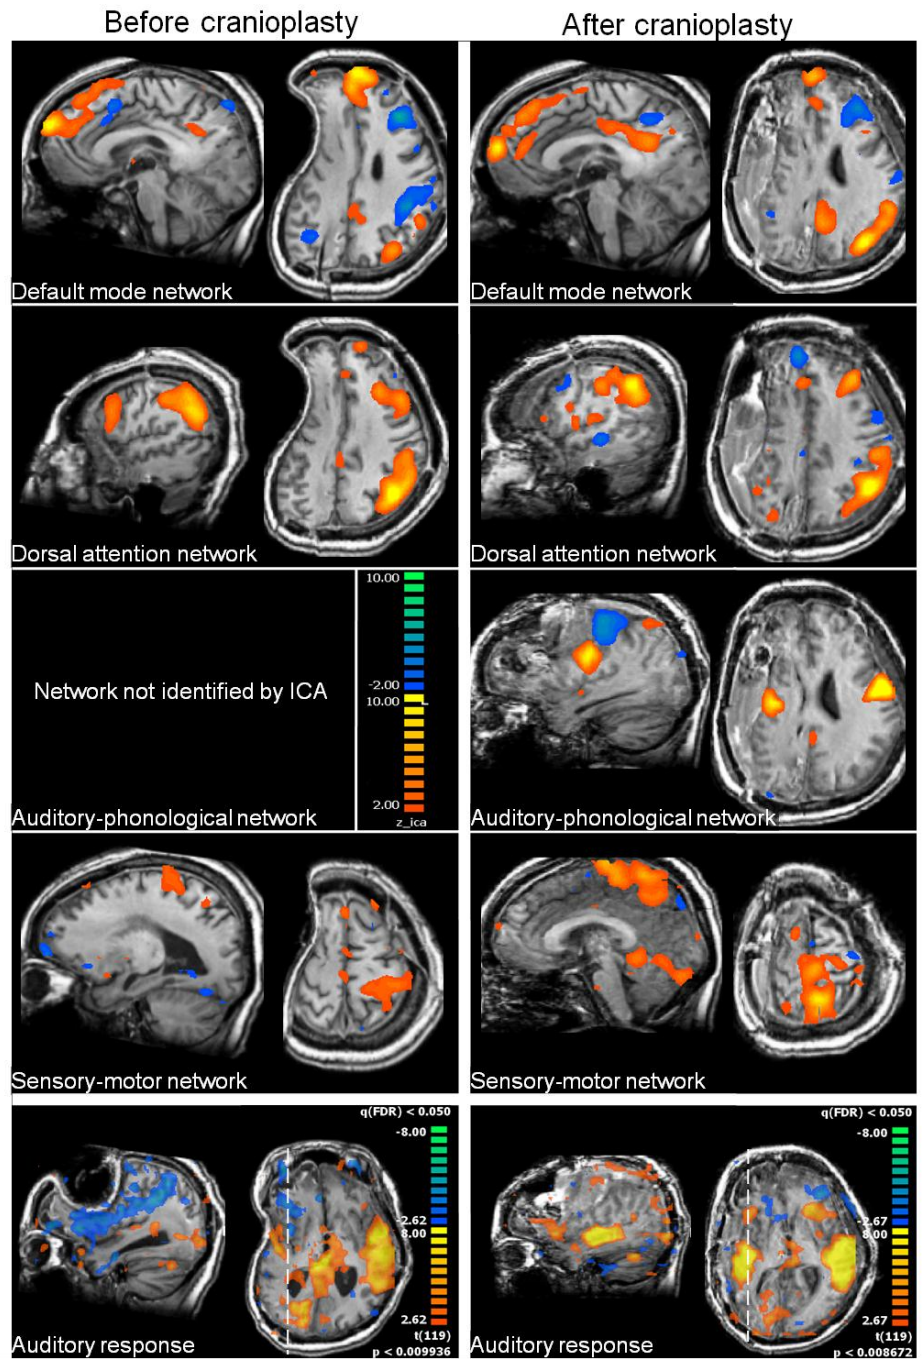 Before cranioplasty
After cranioplasty
Default mode network
Default mode network
Dorsal attention network
Dorsal attention network
Network not identified by ICA
10.00
-2.00
10.00
2.00
z_ica
Auditory-phonological network
Auditory-phonological network
Sensory-motor network
Sensory-motor network
q(FDR) < 0.050
-8.00
-2.62
8.00
2.62
t(119)
p < 0.009936
Auditory response
q(FDR) < 0.050
-8.00
-2.67
8.00
2.67
t(119)
p < 0.008672
Auditory response